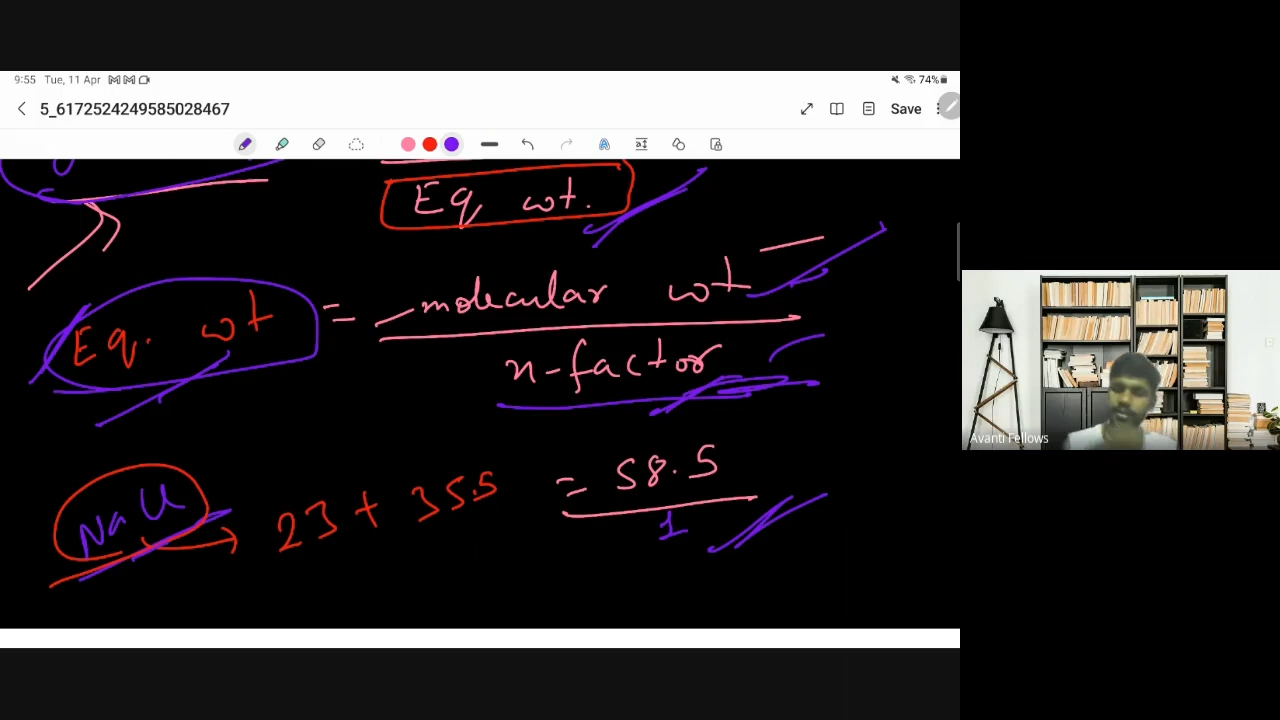 9:55 Tue, 11 Apr
74%
5_6172524249585028467
Save
Eq wt.
Eq. wt = molecular wt
n-factor
NaCl → 23 + 35.5 = 58.5
1
Avanti Fellows